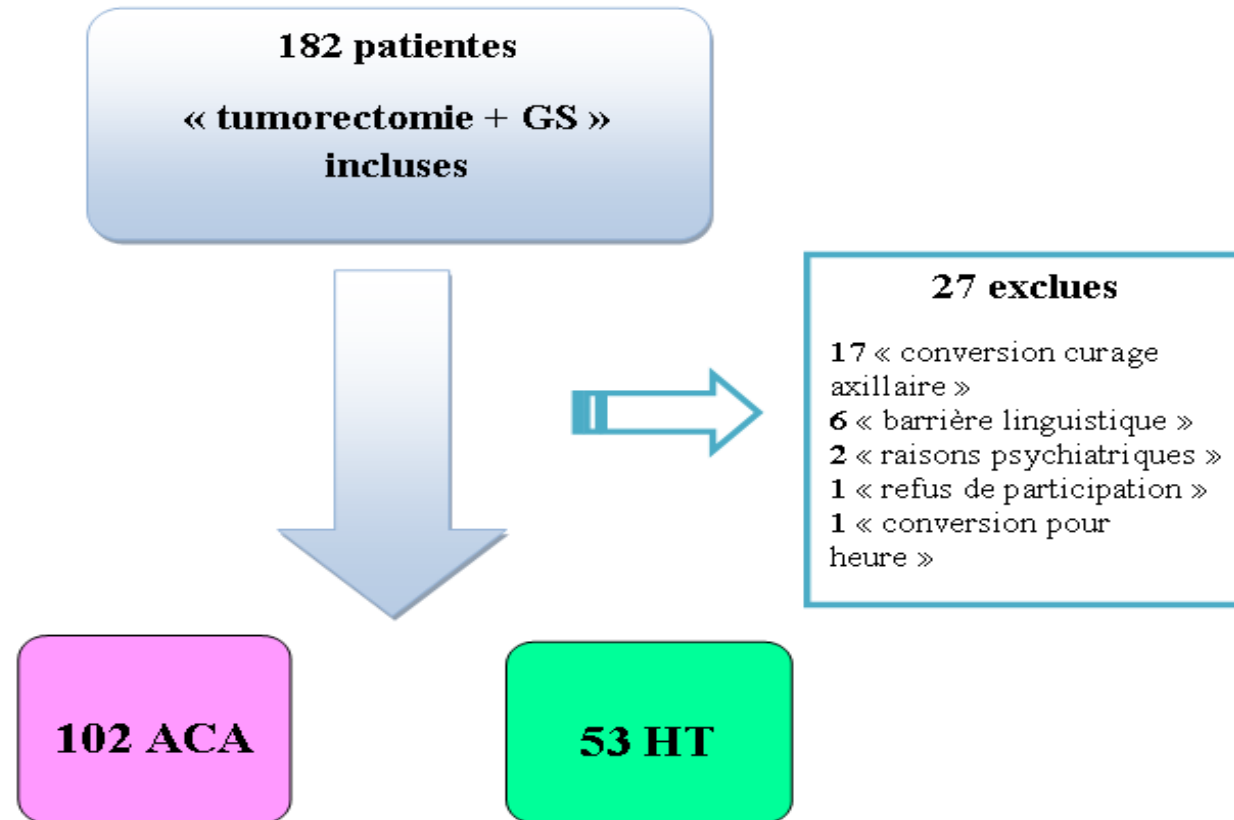 182 patientes
« tumorectomie + GS »
incluses
27 exclues
17 « conversion curage
axillaire »
6 « barrière linguistique »
2 « raisons psychiatriques »
1 « refus de participation »
1 « conversion pour
heure »
102 ACA
53 HT